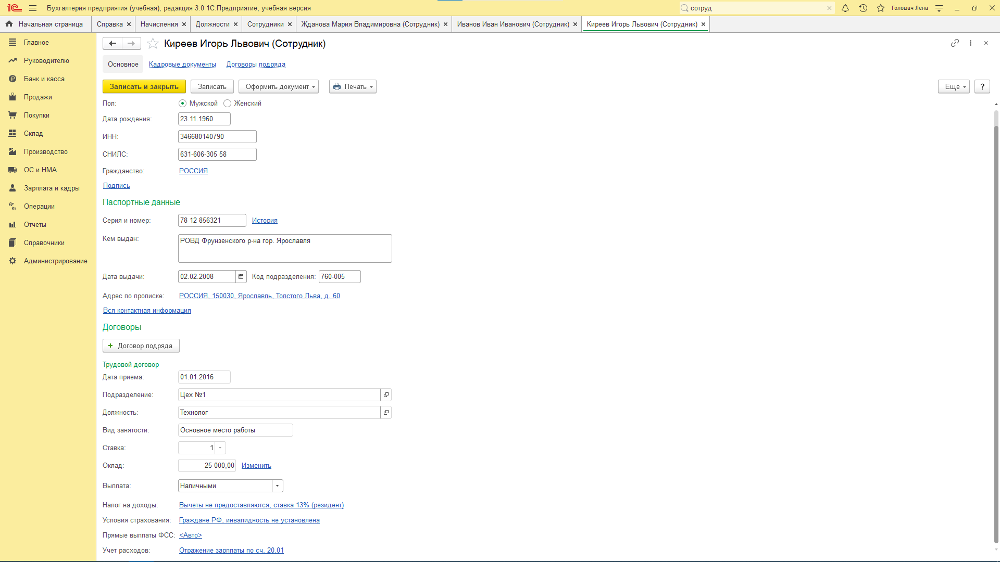 1С Бухгалтерия предприятия (учебная), редакция 3.0 1С:Предприятие, учебная версия сотруд Головач Лена
Начальная страница Справка Начисления Должности Сотрудники Жданова Мария Владимировна (Сотрудник) Иванов Иван Иванович (Сотрудник) Киреев Игорь Львович (Сотрудник)
Главное
Руководителю
Банк и касса
Продажи
Покупки
Склад
Производство
ОС и НМА
Зарплата и кадры
Дт Кт Операции
Отчеты
Справочники
Администрирование
Киреев Игорь Львович (Сотрудник)
Основное Кадровые документы Договоры подряда
Записать и закрыть Записать Оформить документ Печать Еще ?
Пол: Мужской Женский
Дата рождения: 23.11.1960
ИНН: 346680140790
СНИЛС: 631-606-305 58
Гражданство: РОССИЯ
Подпись
Паспортные данные
Серия и номер: 78 12 856321 История
Кем выдан: РОВД Фрунзенского р-на гор. Ярославля
Дата выдачи: 02.02.2008 Код подразделения: 760-005
Адрес по прописке: РОССИЯ, 150030, Ярославль, Толстого Льва, д. 60
Вся контактная информация
Договоры
+ Договор подряда
Трудовой договор
Дата приема: 01.01.2016
Подразделение: Цех №1
Должность: Технолог
Вид занятости: Основное место работы
Ставка: 1
Оклад: 25 000,00 Изменить
Выплата: Наличными
Налог на доходы: Вычеты не предоставляются, ставка 13% (резидент)
Условия страхования: Граждане РФ, инвалидность не установлена
Прямые выплаты ФСС: <Авто>
Учет расходов: Отражение зарплаты по сч. 20.01